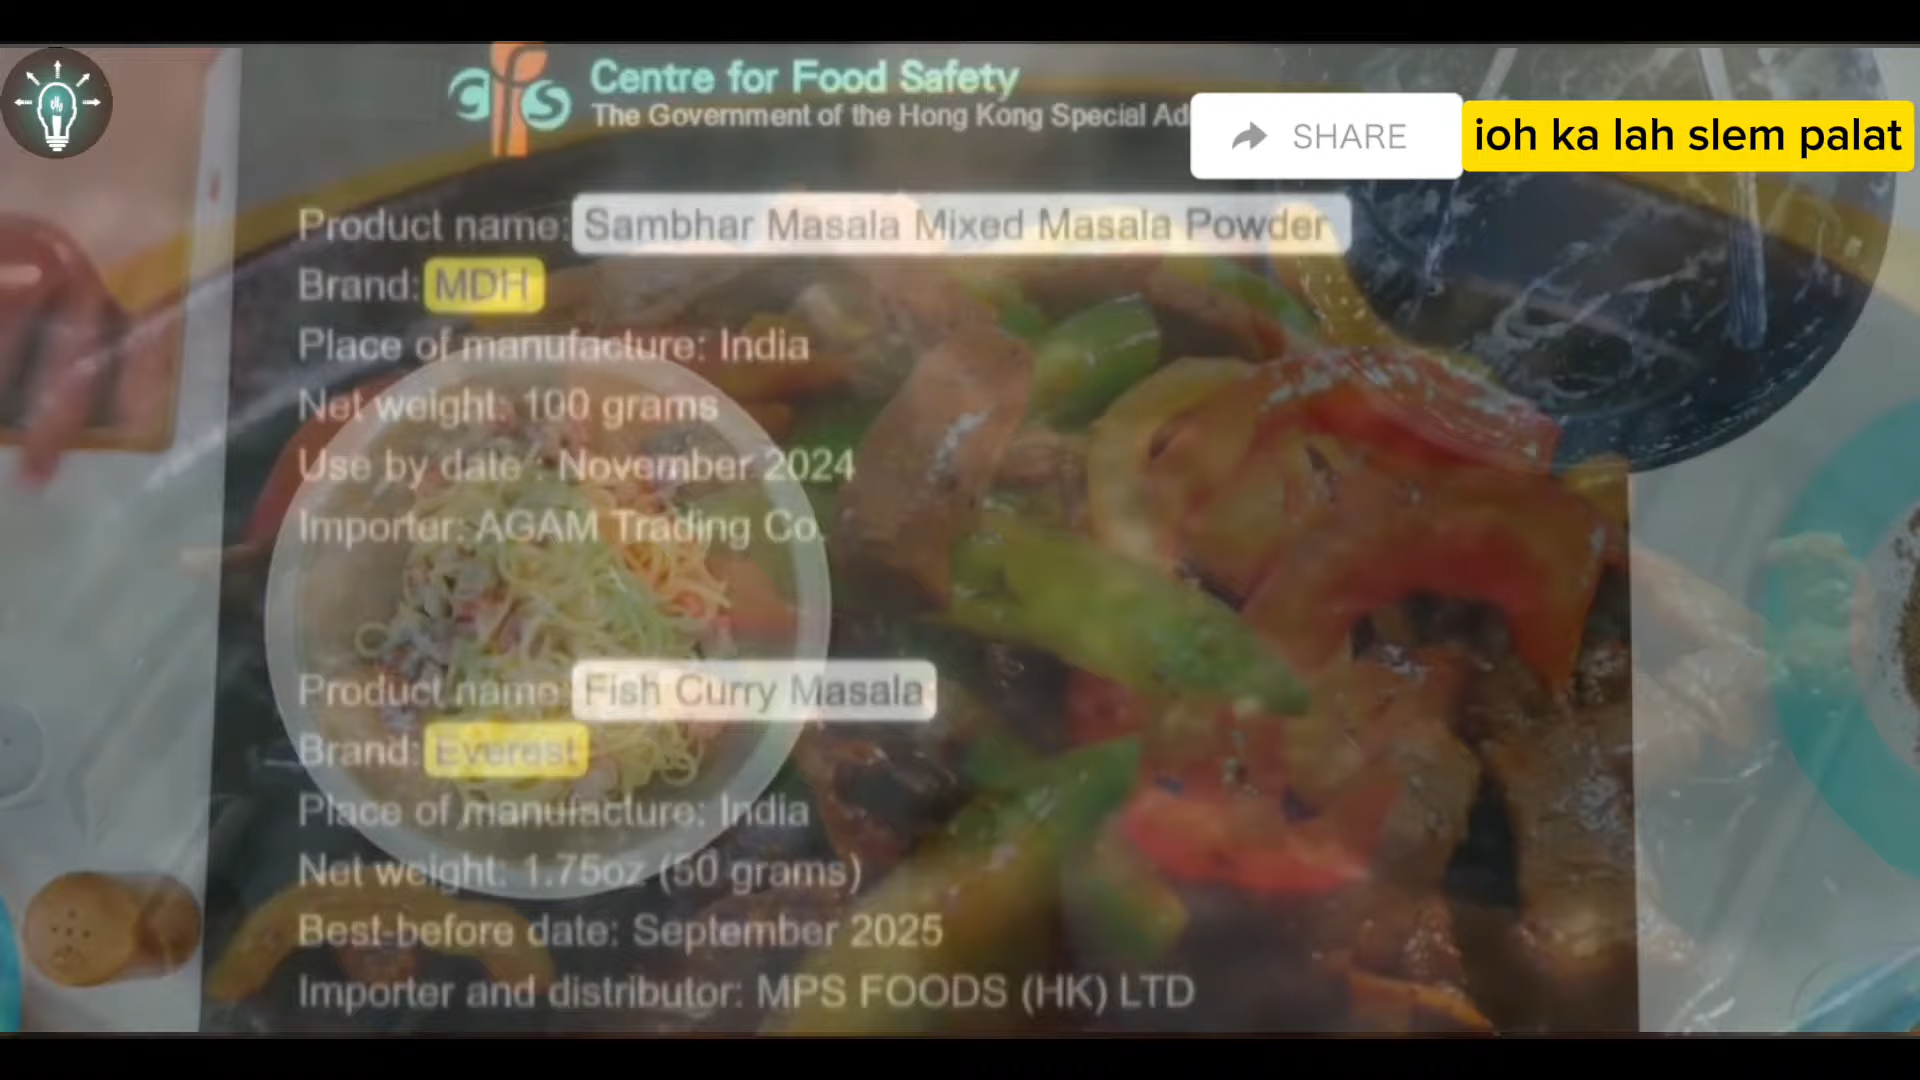 cfs
Centre for Food Safety
The Government of the Hong Kong Special Ad
SHARE
ioh ka lah slem palat
Product name: Sambhar Masala Mixed Masala Powder
Brand: MDH
Place of manufacture: India
Net weight: 100 grams
Use by date : November 2024
Importer: AGAM Trading Co.
Product name: Fish Curry Masala
Brand: Everest
Place of manufacture: India
Net weight: 1.75oz (50 grams)
Best-before date: September 2025
Importer and distributor: MPS FOODS (HK) LTD